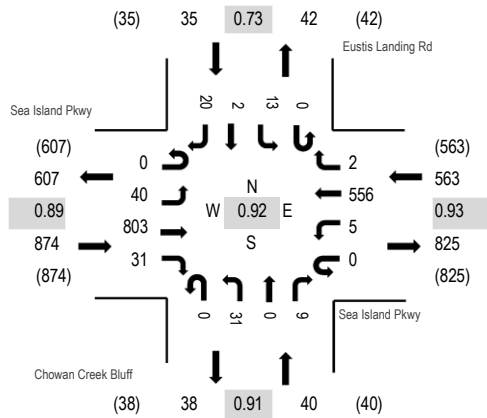 (35) 35 0.73 42 (42)
Eustis Landing Rd
Sea Island Pkwy
20 2 13 0
(607) 0 2 (563)
607 40 N 556 563
0.89 W 0.92 E 0.93
803 5
874 S 825
(874) 31 0 (825)
0 31 0 9
Sea Island Pkwy
Chowan Creek Bluff
(38) 38 0.91 40 (40)